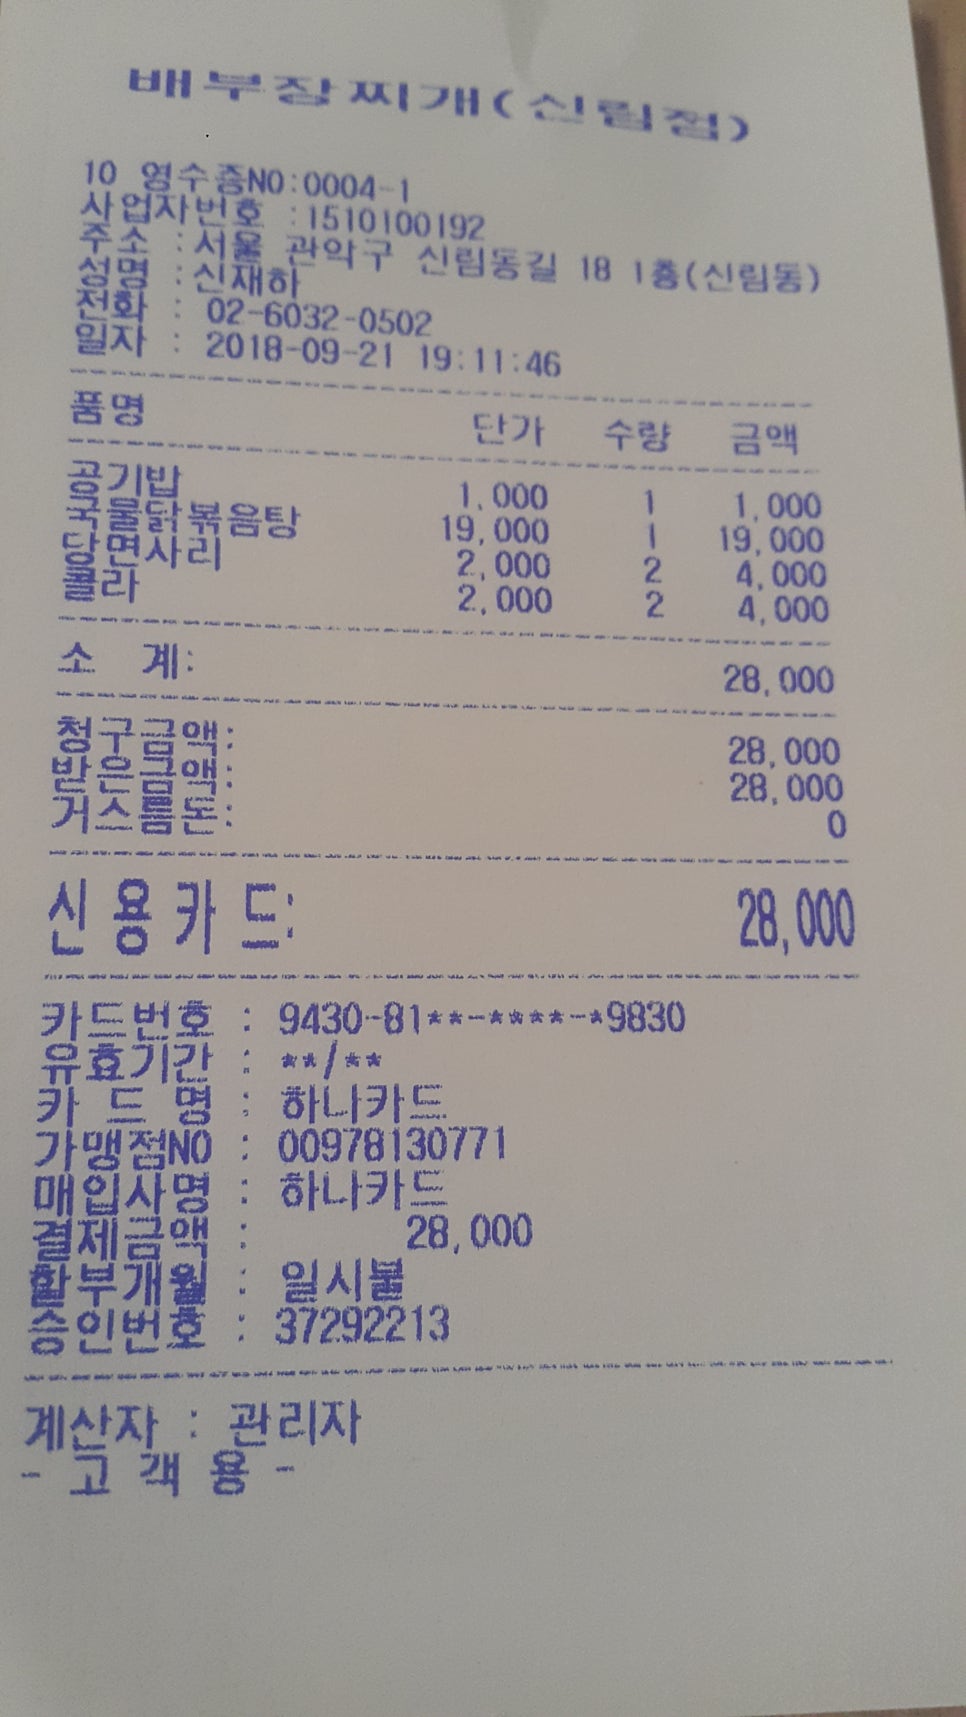 배부장찌개(신림점)
10 영수증NO:0004-1
사업자번호 :1510100192
주소 :서울 관악구 신림동길 18 1층(신림동)
성명 :신재하
전화 : 02-6032-0502
일자 : 2018-09-21 19:11:46
품명 단가 수량 금액
공기밥 1,000 1 1,000
국물닭볶음탕 19,000 1 19,000
당면사리 2,000 2 4,000
콜라 2,000 2 4,000
소 계: 28,000
청구금액: 28,000
받은금액: 28,000
거스름돈: 0
신용카드: 28,000
카드번호 : 9430-81**-****-*9830
유효기간 : **/**
카 드 명 : 하나카드
가맹점NO : 00978130771
매입사명 : 하나카드
결제금액 : 28,000
할부개월 : 일시불
승인번호 : 37292213
계산자 : 관리자
- 고 객 용 -